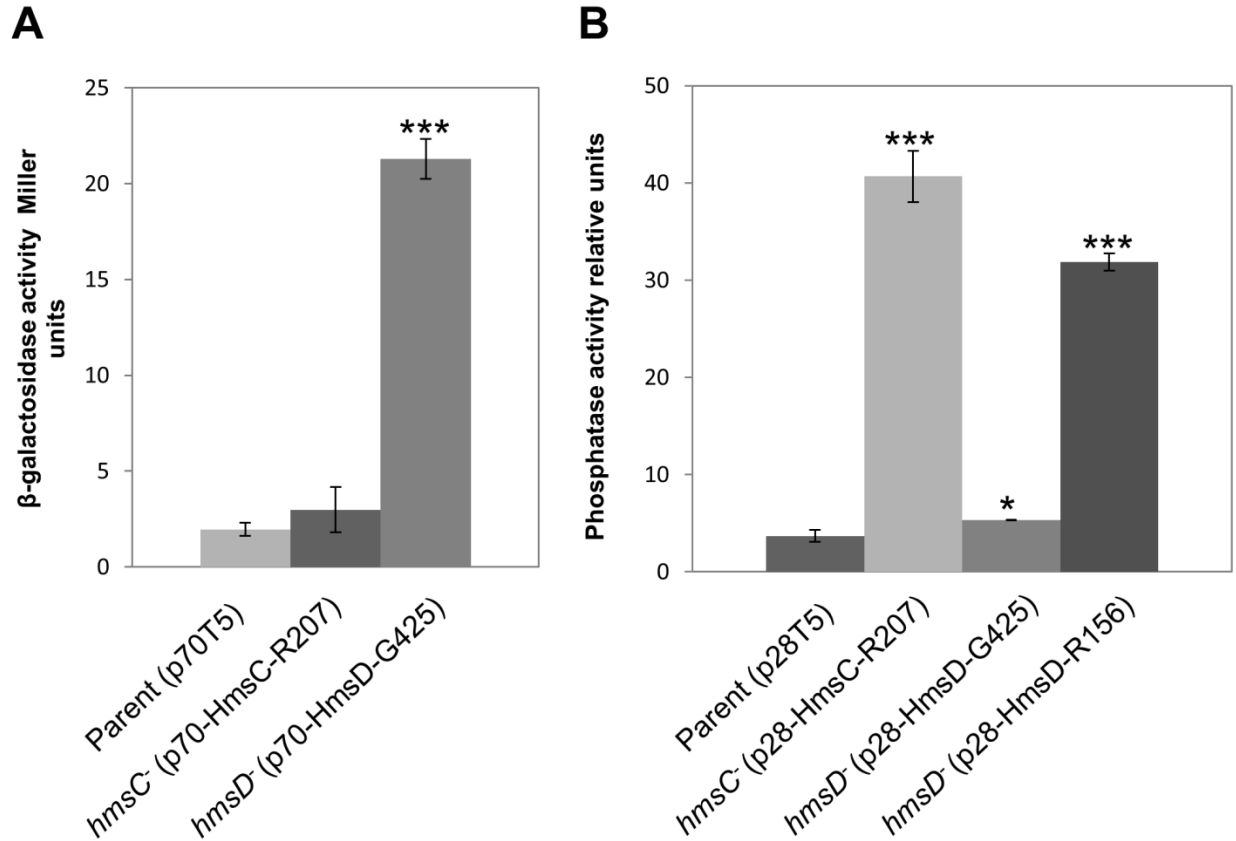 A
β-galactosidase activity Miller
units
25
20
15
10
5
0
***
Parent (p70T5)
hmsC- (p70-HmsC-R207)
hmsD- (p70-HmsD-G425)
B
Phosphatase activity relative units
50
40
30
20
10
0
***
*
***
Parent (p28T5)
hmsC- (p28-HmsC-R207)
hmsD- (p28-HmsD-G425)
hmsD- (p28-HmsD-R156)